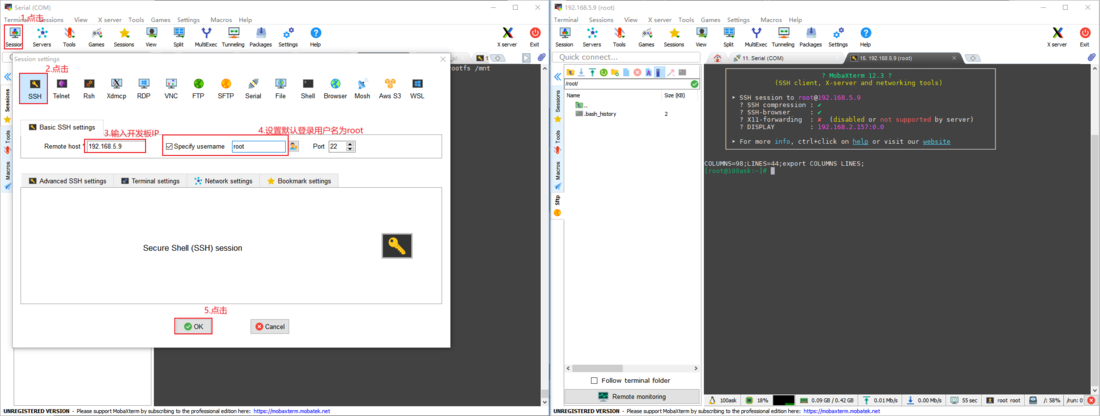 Serial (COM)
1.点击
Terminal Sessions View X server Tools Games Settings Macros Help
Session Servers Tools Games Sessions View Split MultiExec Tunneling Packages Settings Help X server Exit
Session settings
2.点击
ootfs /mnt
SSH Telnet Rsh Xdmcp RDP VNC FTP SFTP Serial File Shell Browser Mosh Aws S3 WSL
Sessions
Tools
Macros
Basic SSH settings
3.输入开发板IP
4.设置默认登录用户名为root
Remote host * 192.168.5.9 Specify username root Port 22
Advanced SSH settings Terminal settings Network settings Bookmark settings
Secure Shell (SSH) session
5.点击
OK Cancel
UNREGISTERED VERSION - Please support MobaXterm by subscribing to the professional edition here: https://mobaxterm.mobatek.net
192.168.5.9 (root)
Terminal Sessions View X server Tools Games Settings Macros Help
Session Servers Tools Games Sessions View Split MultiExec Tunneling Packages Settings Help X server Exit
Quick connect...
11. Serial (COM)
15. 192.168.5.9 (root)
/root/
Name Size (KB)
..
.bash_history 2
Sessions
Tools
Macros
Sftp
? MobaXterm 12.3 ?
(SSH client, X-server and networking tools)
➤ SSH session to root@192.168.5.9
? SSH compression : ✔
? SSH-browser : ✔
? X11-forwarding : ✘ (disabled or not supported by server)
? DISPLAY : 192.168.2.157:0.0
➤ For more info, ctrl+click on help or visit our website
COLUMNS=98;LINES=44;export COLUMNS LINES;
[root@100ask:~]#
Follow terminal folder
Remote monitoring
100ask 18% 0.09 GB / 0.42 GB 0.01 Mb/s 0.00 Mb/s 55 sec root root /: 58% /run: 0
UNREGISTERED VERSION - Please support MobaXterm by subscribing to the professional edition here: https://mobaxterm.mobatek.net